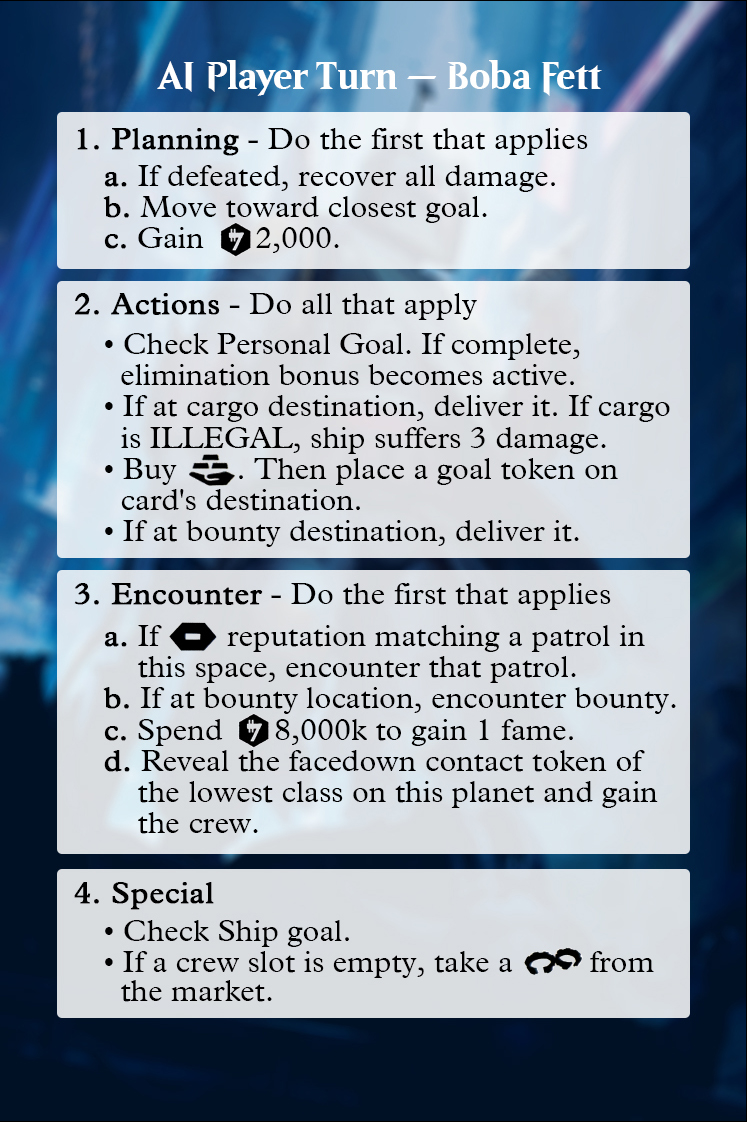 AI Player Turn — Boba Fett
1. Planning - Do the first that applies
a. If defeated, recover all damage.
b. Move toward closest goal.
c. Gain 2,000.
2. Actions - Do all that apply
• Check Personal Goal. If complete,
elimination bonus becomes active.
• If at cargo destination, deliver it. If cargo
is ILLEGAL, ship suffers 3 damage.
• Buy . Then place a goal token on
card's destination.
• If at bounty destination, deliver it.
3. Encounter - Do the first that applies
a. If reputation matching a patrol in
this space, encounter that patrol.
b. If at bounty location, encounter bounty.
c. Spend 8,000k to gain 1 fame.
d. Reveal the facedown contact token of
the lowest class on this planet and gain
the crew.
4. Special
• Check Ship goal.
• If a crew slot is empty, take a from
the market.